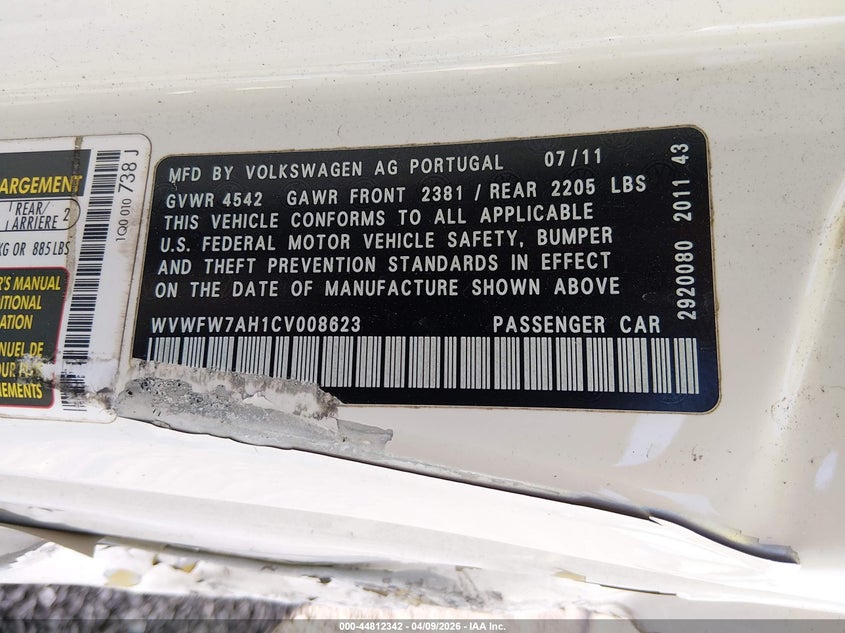 ARGEMENT
REAR/ 2
ARRIERE
KG OR 885 LBS
R'S MANUAL
DITIONAL
ATION
NUEL DE
EMENTS
1Q0 010 738 J
MFD BY VOLKSWAGEN AG PORTUGAL 07/11
GVWR 4542 GAWR FRONT 2381 / REAR 2205 LBS
THIS VEHICLE CONFORMS TO ALL APPLICABLE
U.S. FEDERAL MOTOR VEHICLE SAFETY, BUMPER
AND THEFT PREVENTION STANDARDS IN EFFECT
ON THE DATE OF MANUFACTURE SHOWN ABOVE
WVWFW7AH1CV008623 PASSENGER CAR
2920080 2011 43
000-44812342 - 04/09/2026 - IAA Inc.